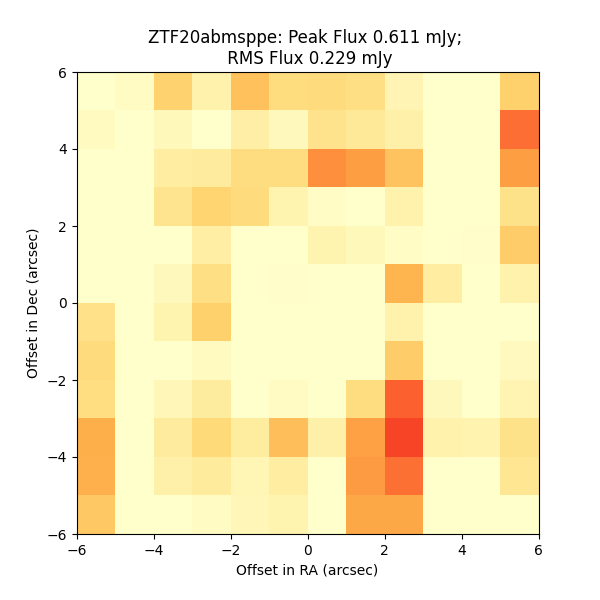 ZTF20abmsppe: Peak Flux 0.611 mJy;
RMS Flux 0.229 mJy
6
4
2
0
−2
−4
−6
Offset in Dec (arcsec)
−6 −4 −2 0 2 4 6
Offset in RA (arcsec)